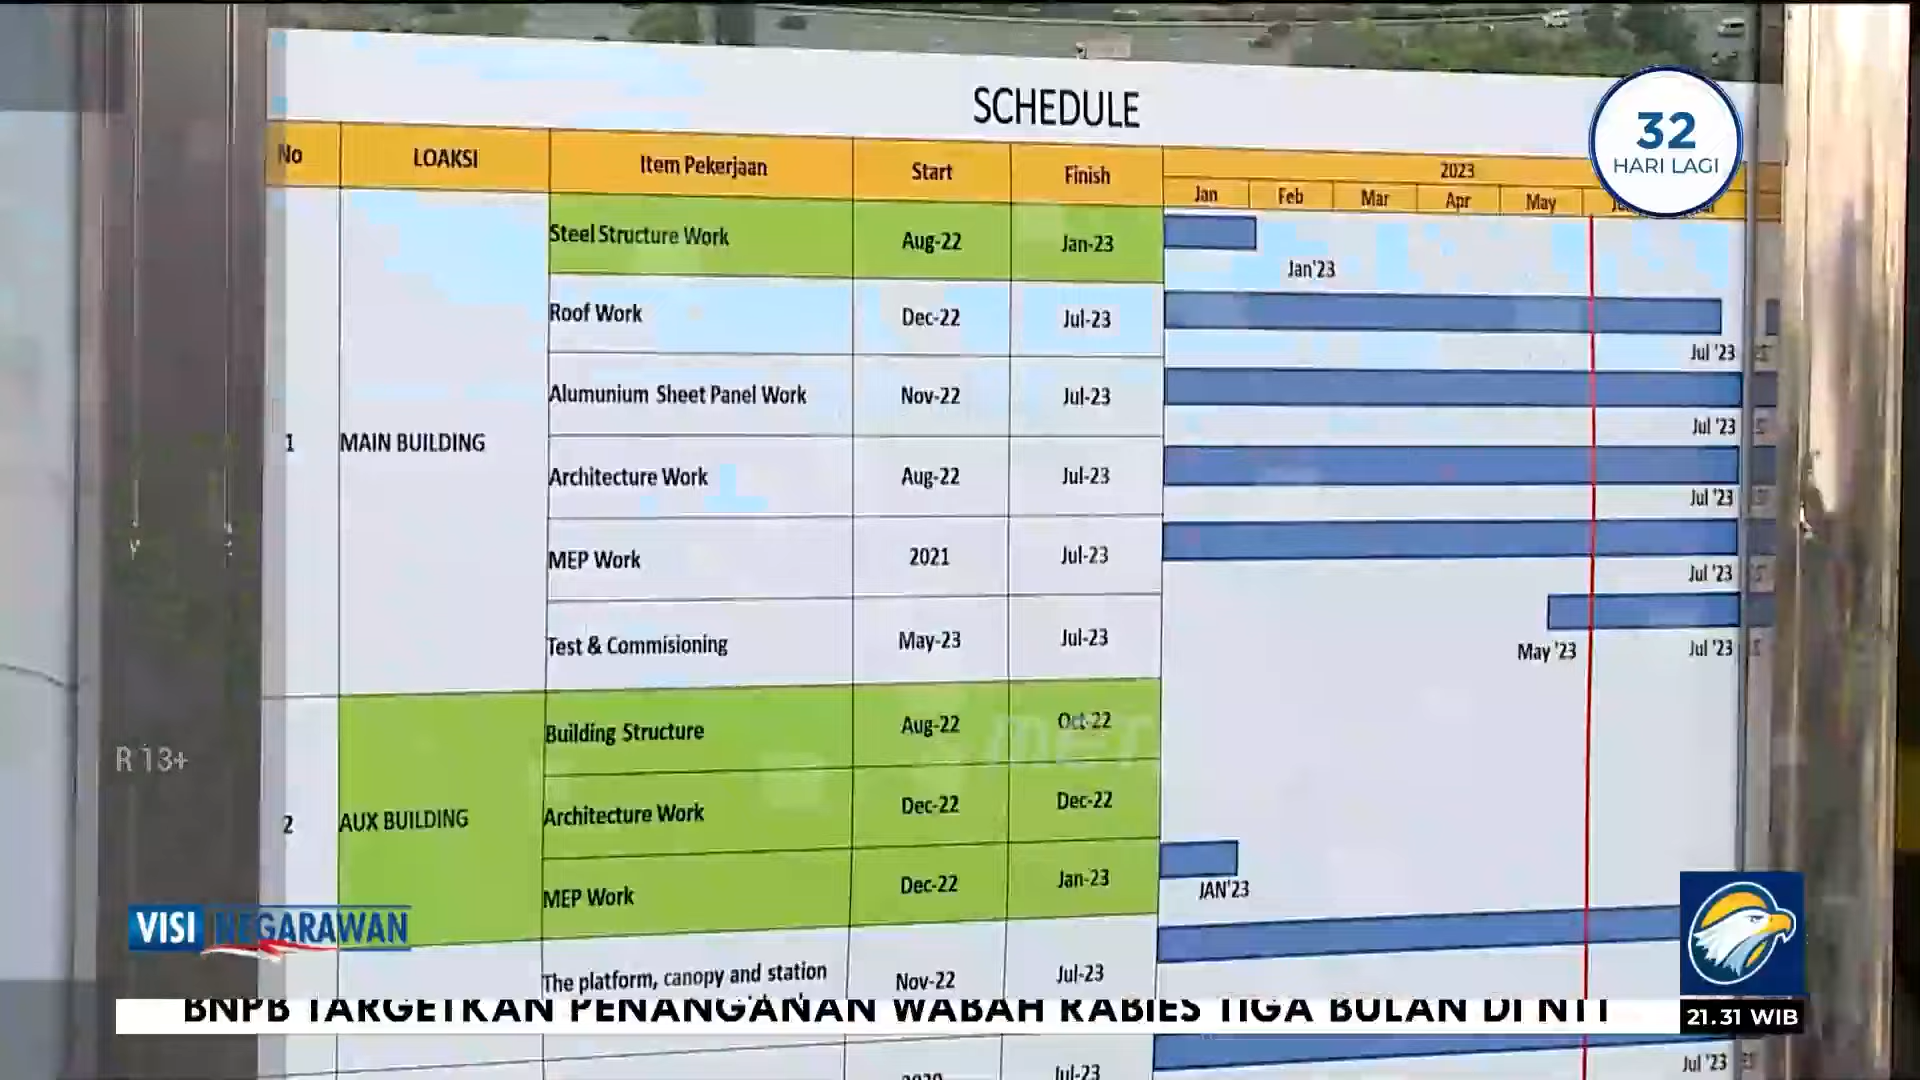 SCHEDULE
32
HARI LAGI
No
LOAKSI
Item Pekerjaan
Start
Finish
2023
Jan
Feb
Mar
Apr
May
Steel Structure Work
Aug-22
Jan-23
Jan'23
Roof Work
Dec-22
Jul-23
Jul '23
Alumunium Sheet Panel Work
Nov-22
Jul-23
Jul '23
1
MAIN BUILDING
Architecture Work
Aug-22
Jul-23
Jul '23
MEP Work
2021
Jul-23
Jul '23
Test & Commisioning
May-23
Jul-23
May '23
Jul '23
Building Structure
Aug-22
Oct-22
2
AUX BUILDING
Architecture Work
Dec-22
Dec-22
MEP Work
Dec-22
Jan-23
JAN'23
The platform, canopy and station
Nov-22
Jul-23
R 13+
VISI NEGARAWAN
BNPB TARGETKAN PENANGANAN WABAH RABIES TIGA BULAN DI NTT
21.31 WIB
Jul-23
Jul '23